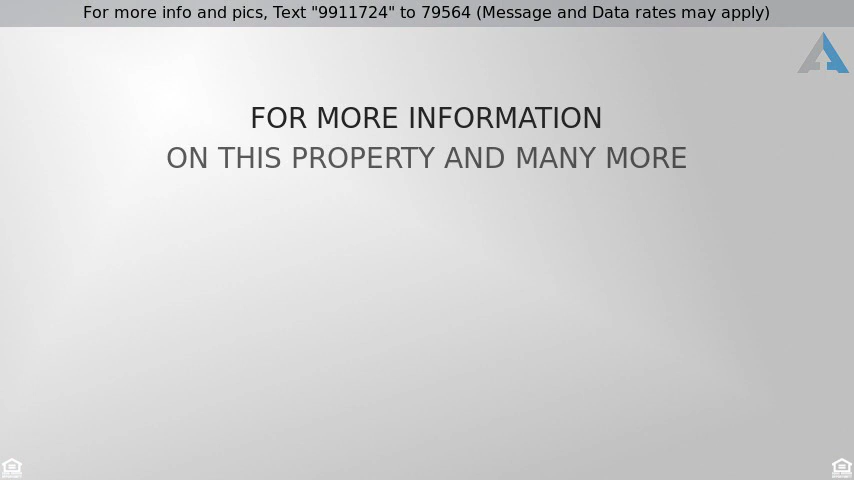 For more info and pics, Text "9911724" to 79564 (Message and Data rates may apply)
FOR MORE INFORMATION
ON THIS PROPERTY AND MANY MORE